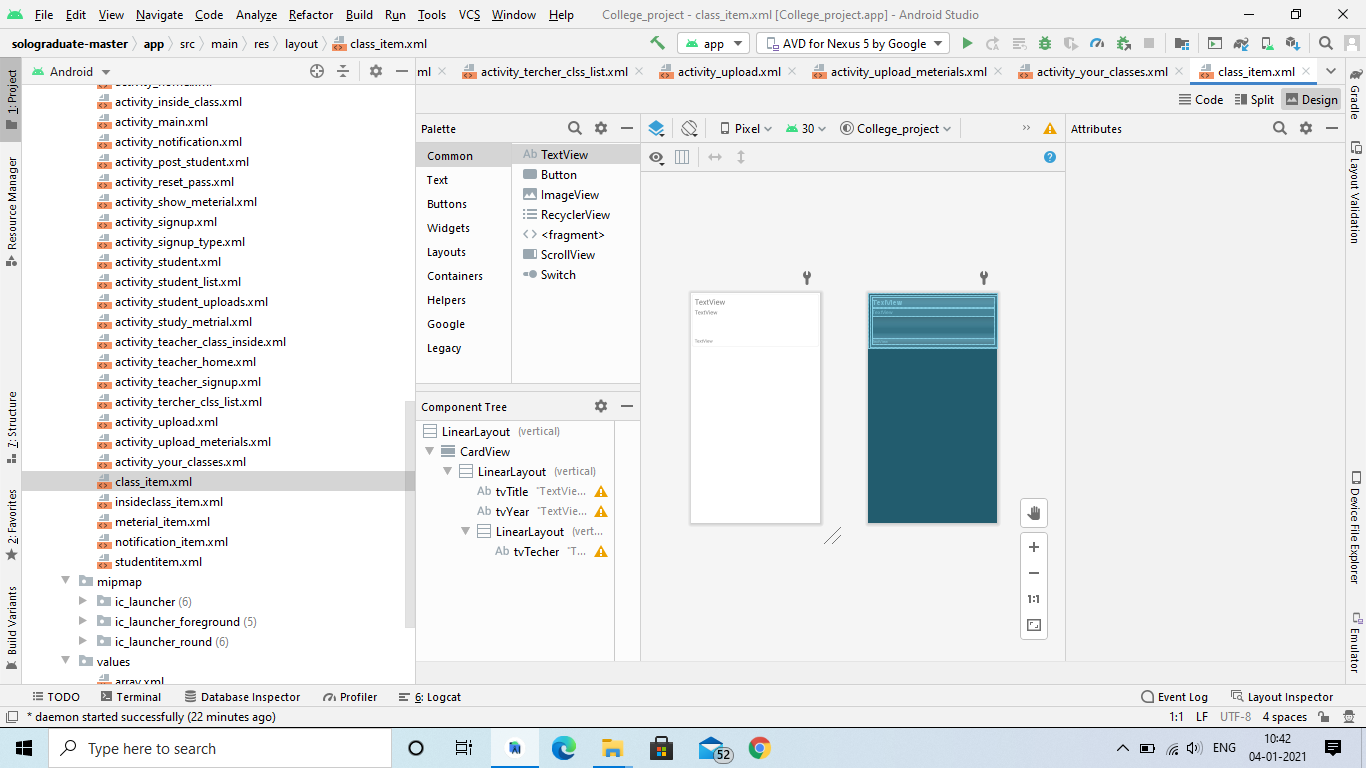 File Edit View Navigate Code Analyze Refactor Build Run Tools VCS Window Help College_project - class_item.xml [College_project.app] - Android Studio
solograduate-master app src main res layout class_item.xml
app AVD for Nexus 5 by Google
1: Project
Resource Manager
7: Structure
2: Favorites
Build Variants
Android
activity_inside_class.xml
activity_main.xml
activity_notification.xml
activity_post_student.xml
activity_reset_pass.xml
activity_show_meterial.xml
activity_signup.xml
activity_signup_type.xml
activity_student.xml
activity_student_list.xml
activity_student_uploads.xml
activity_study_metrial.xml
activity_teacher_class_inside.xml
activity_teacher_home.xml
activity_teacher_signup.xml
activity_tercher_clss_list.xml
activity_upload.xml
activity_upload_meterials.xml
activity_your_classes.xml
class_item.xml
insideclass_item.xml
meterial_item.xml
notification_item.xml
studentitem.xml
mipmap
ic_launcher (6)
ic_launcher_foreground (5)
ic_launcher_round (6)
values
array.xml
ml activity_tercher_clss_list.xml activity_upload.xml activity_upload_meterials.xml activity_your_classes.xml class_item.xml
Code Split Design
Palette
Common
Text
Buttons
Widgets
Layouts
Containers
Helpers
Google
Legacy
Ab TextView
Button
ImageView
RecyclerView
<fragment>
ScrollView
Switch
Component Tree
LinearLayout (vertical)
CardView
LinearLayout (vertical)
Ab tvTitle "TextVie...
Ab tvYear "TextVie...
LinearLayout (vert...
Ab tvTecher "T...
Pixel 30 College_project
TextView
TextView
TextView
TextView
1:1
Attributes
Gradle
Layout Validation
Device File Explorer
Emulator
TODO Terminal Database Inspector Profiler 6: Logcat Event Log Layout Inspector
* daemon started successfully (22 minutes ago) 1:1 LF UTF-8 4 spaces
Type here to search 52 ENG 10:42
04-01-2021